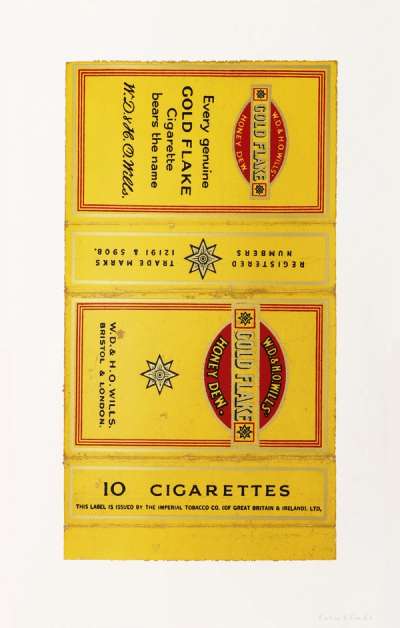 W.D.& H.O.WILLS'
GOLD FLAKE
HONEY DEW
Every genuine
GOLD FLAKE
Cigarette
bears the name
W.D.& H.O.Wills.
REGISTERED TRADE MARKS
NUMBERS 12191 & 5908.
W.D.& H.O.WILLS'
GOLD FLAKE
HONEY DEW.
W.D. & H.O. WILLS.
BRISTOL & LONDON.
10 CIGARETTES
THIS LABEL IS ISSUED BY THE IMPERIAL TOBACCO CO. (OF GREAT BRITAIN & IRELAND), LTD,